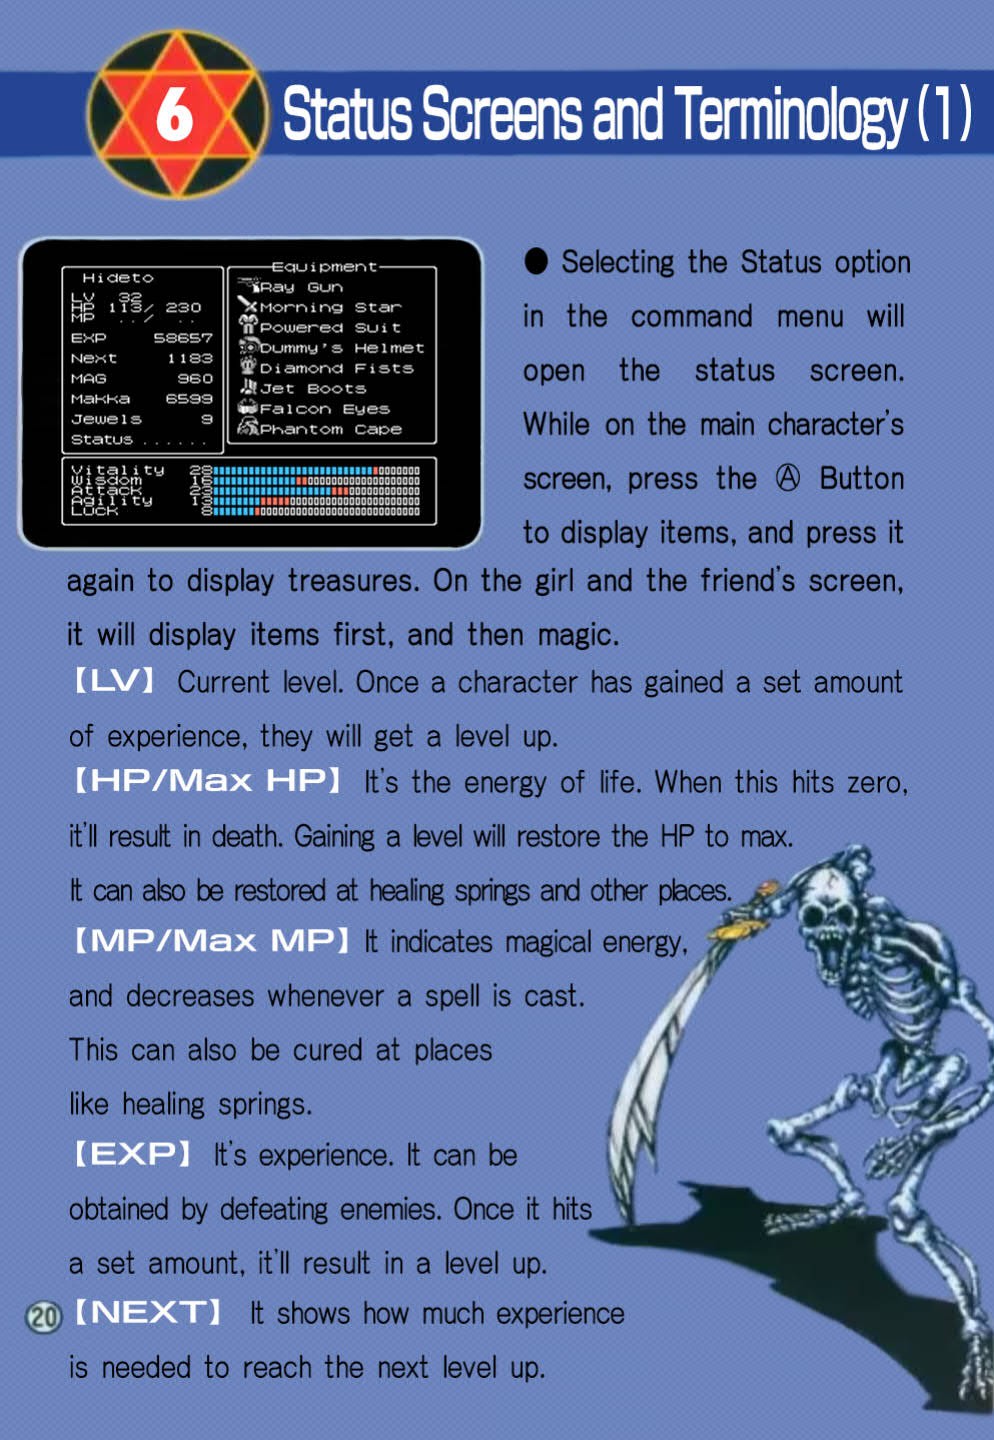 6
Status Screens and Terminology (1)
Hideto
LV 32
HP 113/ 230
MP ../ ..
EXP 58657
Next 1183
MAG 960
Makka 6599
Jewels 9
Status ......
Equipment
Ray Gun
Morning Star
Powered Suit
Dummy's Helmet
Diamond Fists
Jet Boots
Falcon Eyes
Phantom Cape
Vitality 28
Wisdom 16
Attack 23
Agility 13
Luck 8
● Selecting the Status option
in the command menu will
open the status screen.
While on the main character's
screen, press the Ⓐ Button
to display items, and press it
again to display treasures. On the girl and the friend's screen,
it will display items first, and then magic.
【LV】 Current level. Once a character has gained a set amount
of experience, they will get a level up.
【HP/Max HP】 It's the energy of life. When this hits zero,
it'll result in death. Gaining a level will restore the HP to max.
It can also be restored at healing springs and other places.
【MP/Max MP】 It indicates magical energy,
and decreases whenever a spell is cast.
This can also be cured at places
like healing springs.
【EXP】 It's experience. It can be
obtained by defeating enemies. Once it hits
a set amount, it'll result in a level up.
【NEXT】 It shows how much experience
is needed to reach the next level up.
20